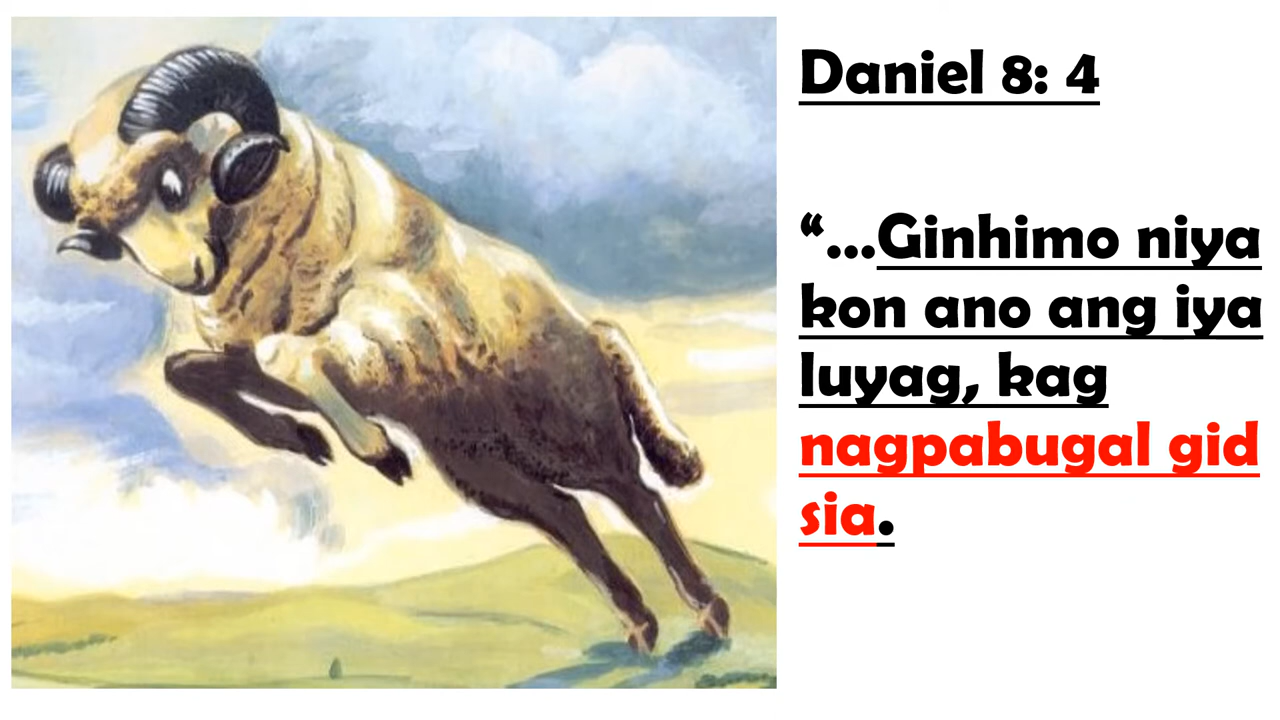 Daniel 8: 4
“...Ginhimo niya
kon ano ang iya
luyag, kag
nagpabugal gid
sia.